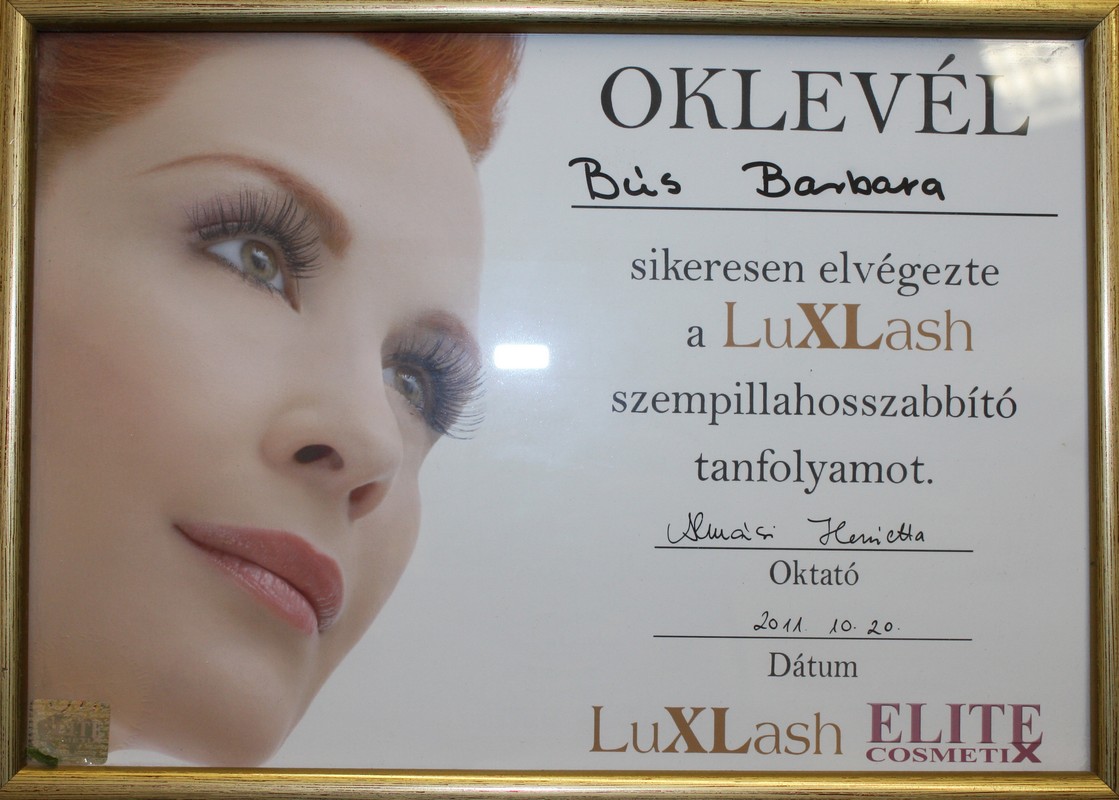 OKLEVÉL
Bús Barbara
sikeresen elvégezte
a LuXLash
szempillahosszabbító
tanfolyamot.
Almási Henrietta
Oktató
2011. 10. 20.
Dátum
LuXLash ELITE
COSMETIX